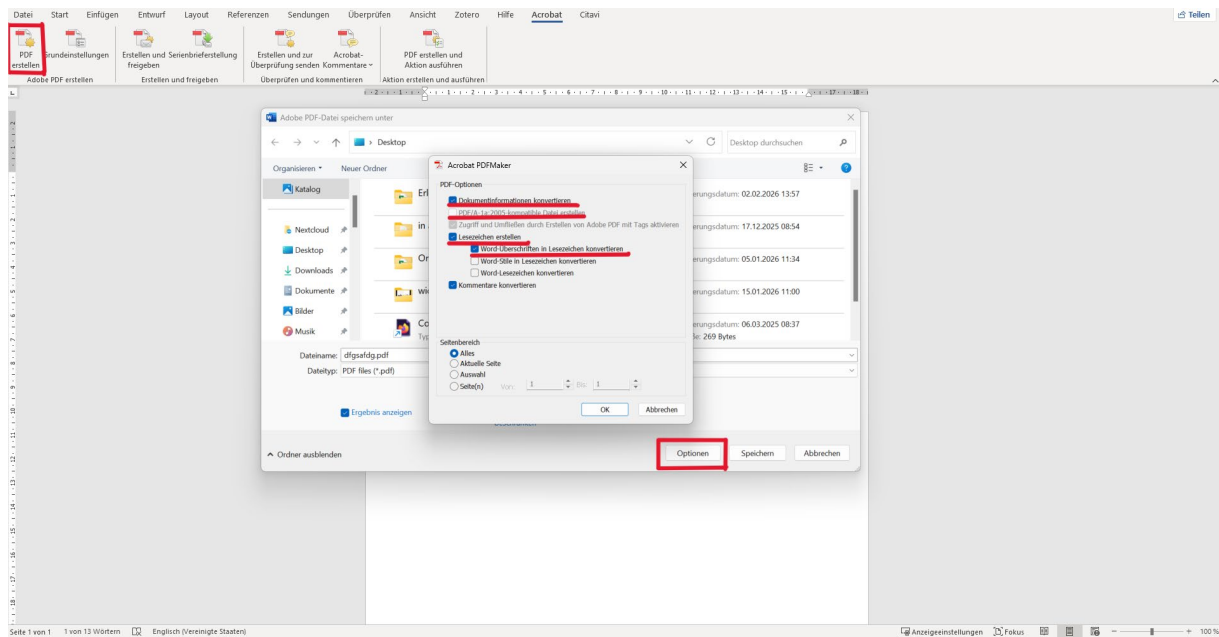 Datei Start Einfügen Entwurf Layout Referenzen Sendungen Überprüfen Ansicht Zotero Hilfe Acrobat Citavi Teilen
PDF erstellen
Grundeinstellungen
Erstellen und freigeben
Serienbrieferstellung
Erstellen und zur Überprüfung senden
Acrobat-Kommentare
PDF erstellen und Aktion ausführen
Adobe PDF erstellen Erstellen und freigeben Überprüfen und kommentieren Aktion erstellen und ausführen
Adobe PDF-Datei speichern unter
Desktop
Desktop durchsuchen
Organisieren Neuer Ordner
Katalog
Nextcloud
Desktop
Downloads
Dokumente
Bilder
Musik
erungsdatum: 02.02.2026 13:57
erungsdatum: 17.12.2025 08:54
erungsdatum: 05.01.2026 11:34
erungsdatum: 15.01.2026 11:00
erungsdatum: 06.03.2025 08:37
269 Bytes
Acrobat PDFMaker
PDF-Optionen
Dokumentinformationen konvertieren
PDF/A-1a:2005-kompatible Datei erstellen
Zugriff und Umfließen durch Erstellen von Adobe PDF mit Tags aktivieren
Lesezeichen erstellen
Word-Überschriften in Lesezeichen konvertieren
Word-Stile in Lesezeichen konvertieren
Word-Lesezeichen konvertieren
Kommentare konvertieren
Seitenbereich
Alles
Aktuelle Seite
Auswahl
Seite(n) Von: 1 Bis: 1
OK Abbrechen
Dateiname: dfgsafdg.pdf
Dateityp: PDF files (*.pdf)
Ergebnis anzeigen
Ordner ausblenden
Optionen Speichern Abbrechen
Seite 1 von 1 1 von 13 Wörtern Englisch (Vereinigte Staaten) Anzeigeeinstellungen Fokus 100 %